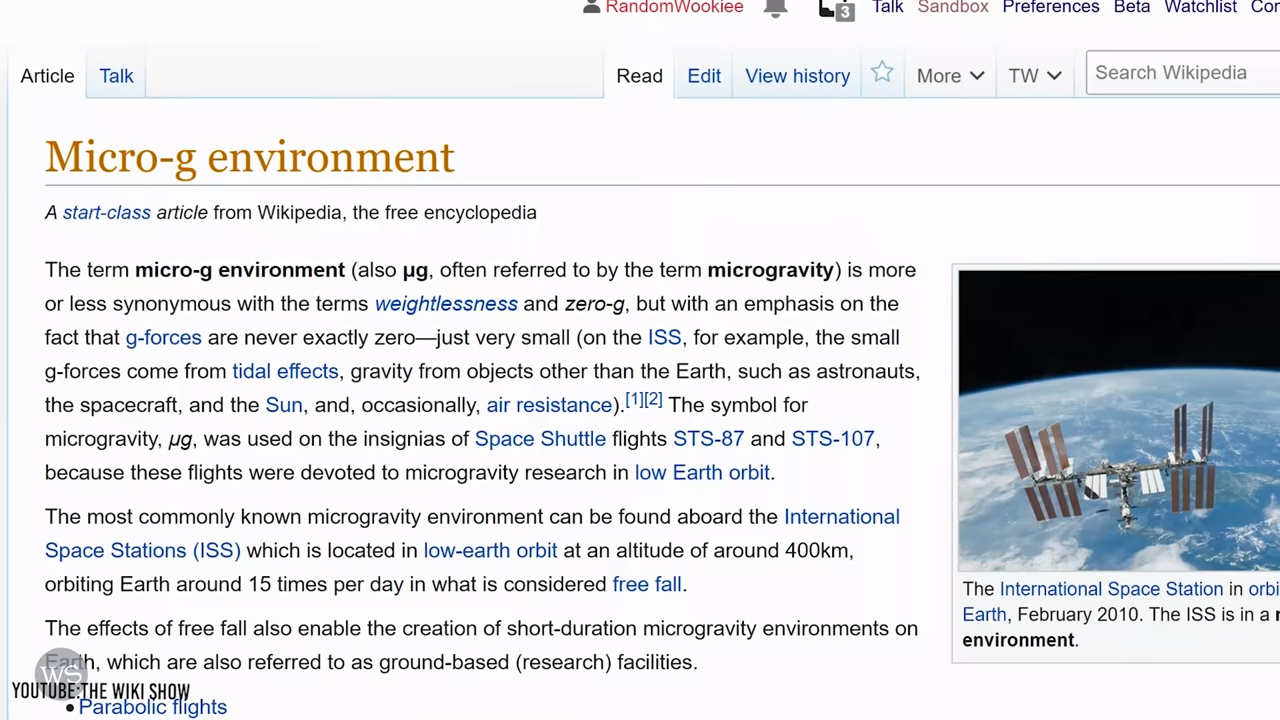 RandomWookiee 3 Talk Sandbox Preferences Beta Watchlist
Article Talk Read Edit View history More TW Search Wikipedia
Micro-g environment
A start-class article from Wikipedia, the free encyclopedia
The term micro-g environment (also μg, often referred to by the term microgravity) is more
or less synonymous with the terms weightlessness and zero-g, but with an emphasis on the
fact that g-forces are never exactly zero—just very small (on the ISS, for example, the small
g-forces come from tidal effects, gravity from objects other than the Earth, such as astronauts,
the spacecraft, and the Sun, and, occasionally, air resistance).[1][2] The symbol for
microgravity, μg, was used on the insignias of Space Shuttle flights STS-87 and STS-107,
because these flights were devoted to microgravity research in low Earth orbit.
The most commonly known microgravity environment can be found aboard the International
Space Stations (ISS) which is located in low-earth orbit at an altitude of around 400km,
orbiting Earth around 15 times per day in what is considered free fall.
The effects of free fall also enable the creation of short-duration microgravity environments on
Earth, which are also referred to as ground-based (research) facilities.
• Parabolic flights
The International Space Station in orbi
Earth, February 2010. The ISS is in a
environment.
WS
YOUTUBE:THE WIKI SHOW